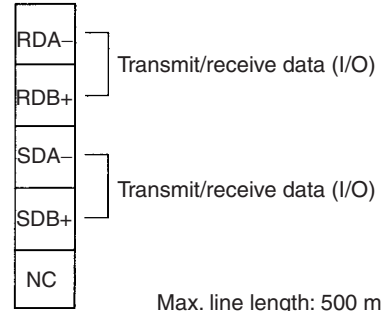 RDA−
Transmit/receive data (I/O)
RDB+
SDA−
Transmit/receive data (I/O)
SDB+
NC
Max. line length: 500 m